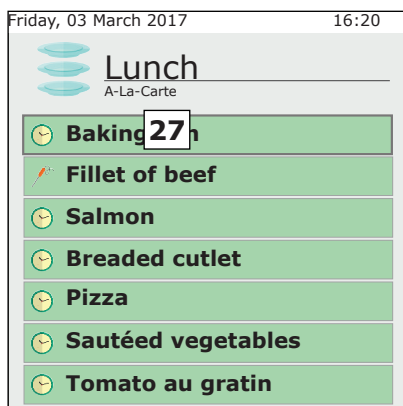 Friday, 03 March 2017 16:20
Lunch
A-La-Carte
Baking
27
Fillet of beef
Salmon
Breaded cutlet
Pizza
Sautéed vegetables
Tomato au gratin